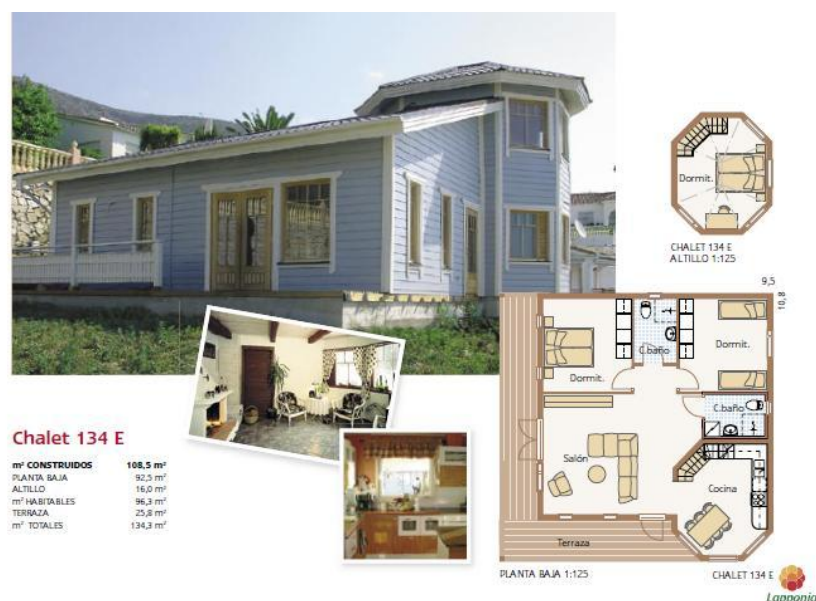 Dormit.
CHALET 134 E
ALTILLO 1:125
9,5
10,8
C.baño
Dormit.
Dormit.
C.baño
Salón
Cocina
Terraza
PLANTA BAJA 1:125
CHALET 134 E
Lapponia
Chalet 134 E
m² CONSTRUIDOS 108,5 m²
PLANTA BAJA 92,5 m²
ALTILLO 16,0 m²
m² HABITABLES 96,3 m²
TERRAZA 25,8 m²
m² TOTALES 134,3 m²